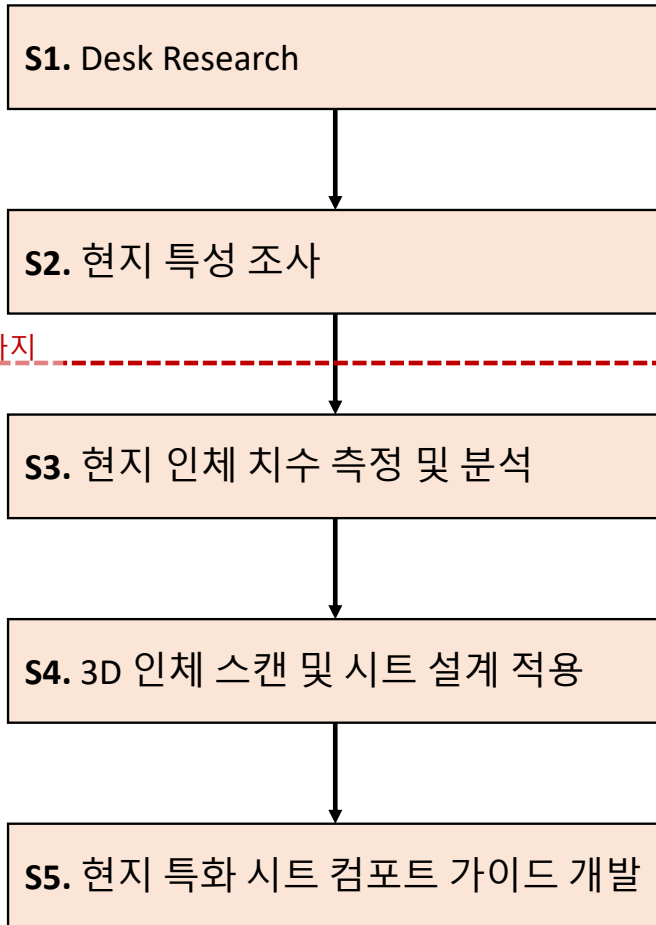 S1. Desk Research
S2. 현지 특성 조사
까지
S3. 현지 인체 치수 측정 및 분석
S4. 3D 인체 스캔 및 시트 설계 적용
S5. 현지 특화 시트 컴포트 가이드 개발